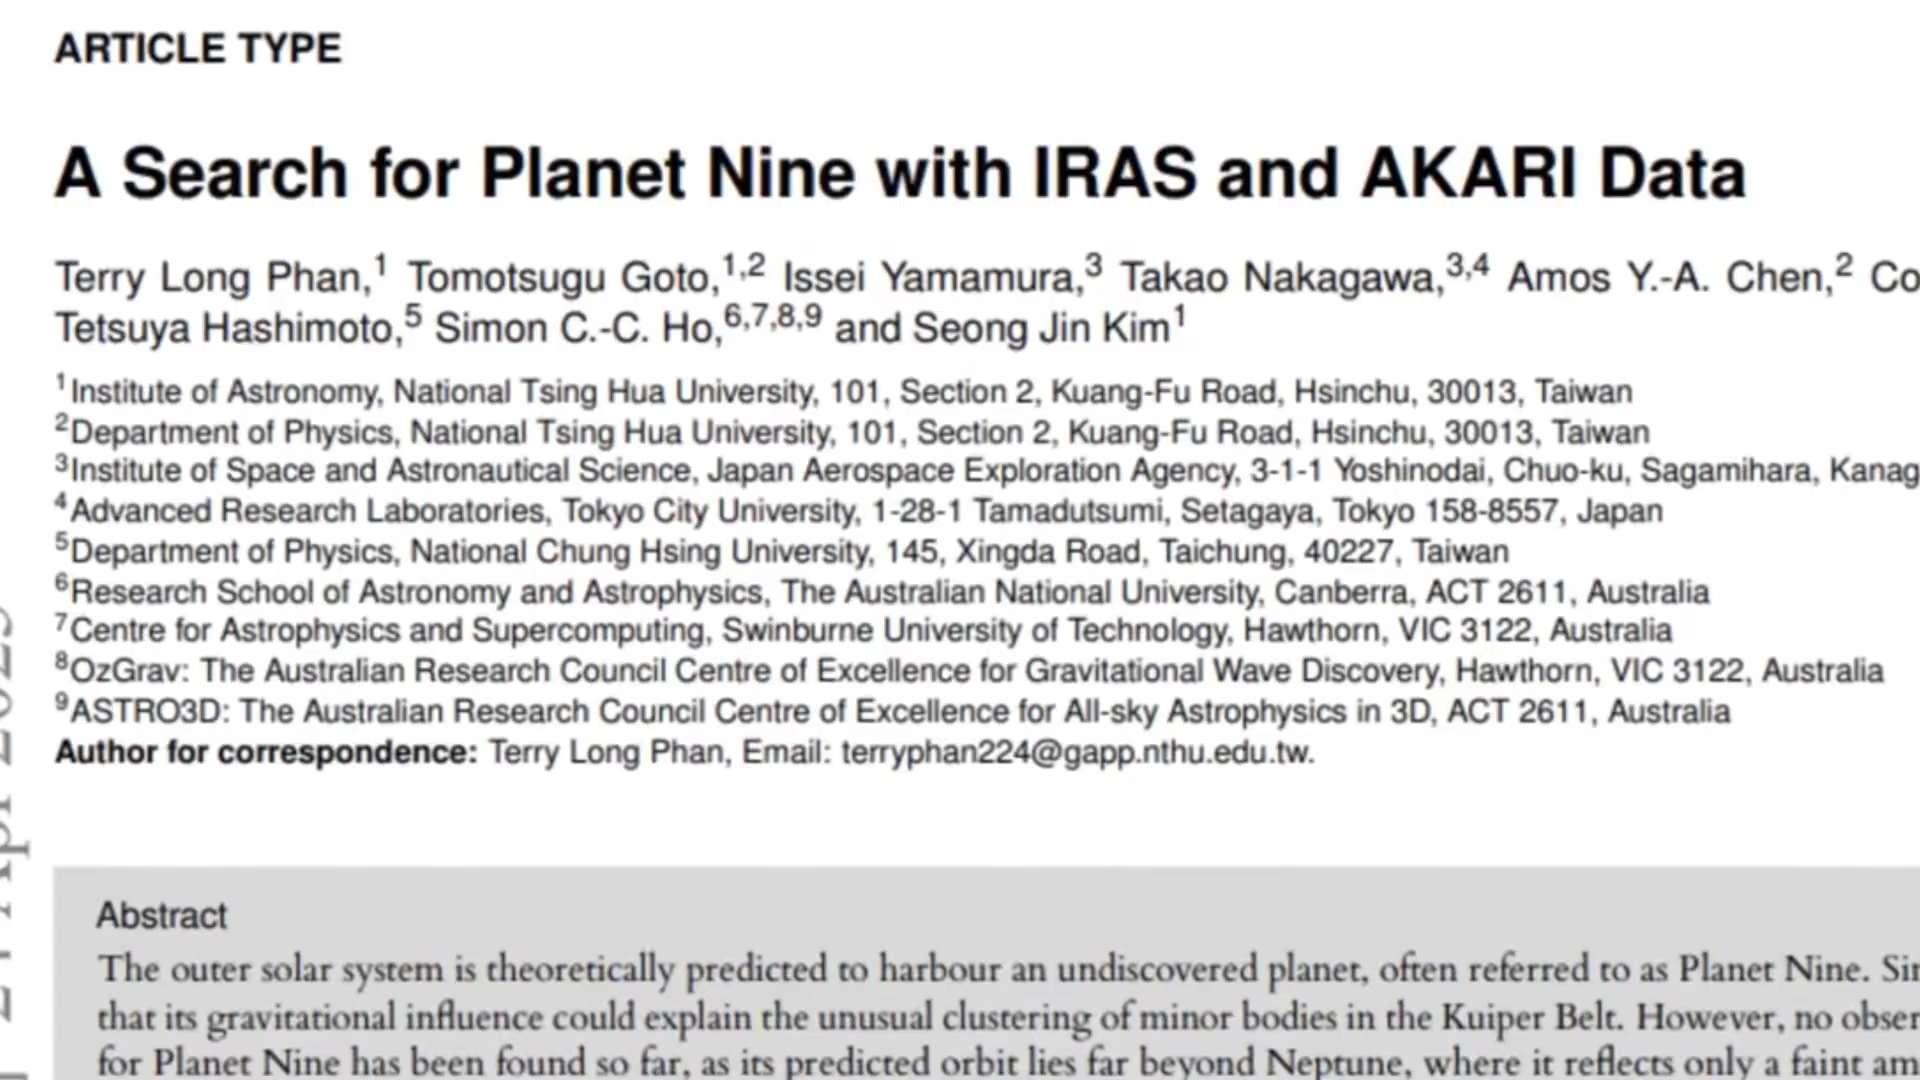 ARTICLE TYPE
A Search for Planet Nine with IRAS and AKARI Data
Terry Long Phan,1 Tomotsugu Goto,1,2 Issei Yamamura,3 Takao Nakagawa,3,4 Amos Y.-A. Chen,2 Co
Tetsuya Hashimoto,5 Simon C.-C. Ho,6,7,8,9 and Seong Jin Kim1
1Institute of Astronomy, National Tsing Hua University, 101, Section 2, Kuang-Fu Road, Hsinchu, 30013, Taiwan
2Department of Physics, National Tsing Hua University, 101, Section 2, Kuang-Fu Road, Hsinchu, 30013, Taiwan
3Institute of Space and Astronautical Science, Japan Aerospace Exploration Agency, 3-1-1 Yoshinodai, Chuo-ku, Sagamihara, Kanag
4Advanced Research Laboratories, Tokyo City University, 1-28-1 Tamadutsumi, Setagaya, Tokyo 158-8557, Japan
5Department of Physics, National Chung Hsing University, 145, Xingda Road, Taichung, 40227, Taiwan
6Research School of Astronomy and Astrophysics, The Australian National University, Canberra, ACT 2611, Australia
7Centre for Astrophysics and Supercomputing, Swinburne University of Technology, Hawthorn, VIC 3122, Australia
8OzGrav: The Australian Research Council Centre of Excellence for Gravitational Wave Discovery, Hawthorn, VIC 3122, Australia
9ASTRO3D: The Australian Research Council Centre of Excellence for All-sky Astrophysics in 3D, ACT 2611, Australia
Author for correspondence: Terry Long Phan, Email: terryphan224@gapp.nthu.edu.tw.
Abstract
The outer solar system is theoretically predicted to harbour an undiscovered planet, often referred to as Planet Nine. Sin
that its gravitational influence could explain the unusual clustering of minor bodies in the Kuiper Belt. However, no obser
for Planet Nine has been found so far, as its predicted orbit lies far beyond Neptune, where it reflects only a faint am